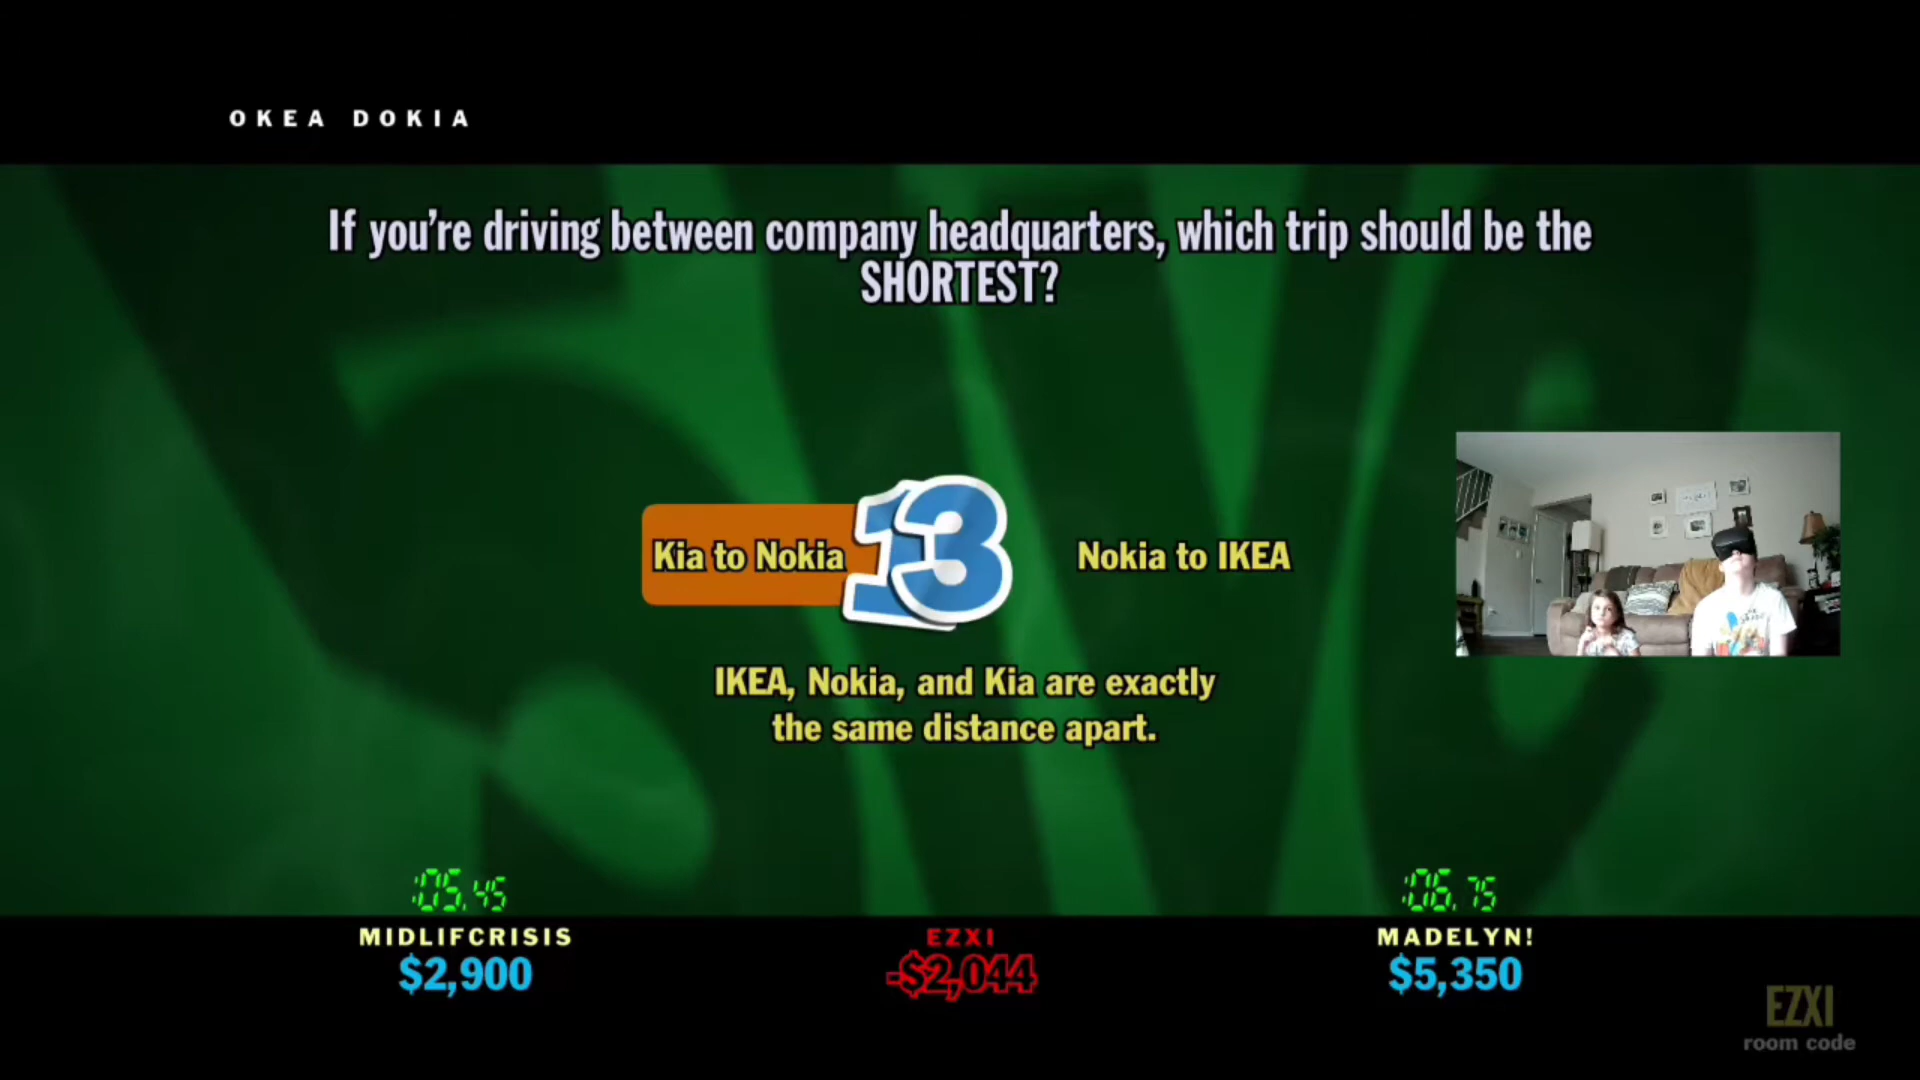 OKEA DOKIA
If you're driving between company headquarters, which trip should be the
SHORTEST?
Kia to Nokia
13
Nokia to IKEA
IKEA, Nokia, and Kia are exactly
the same distance apart.
:05.45
:06.75
MIDLIFCRISIS
EZXI
MADELYN!
$2,900
-$2,044
$5,350
EZXI
room code